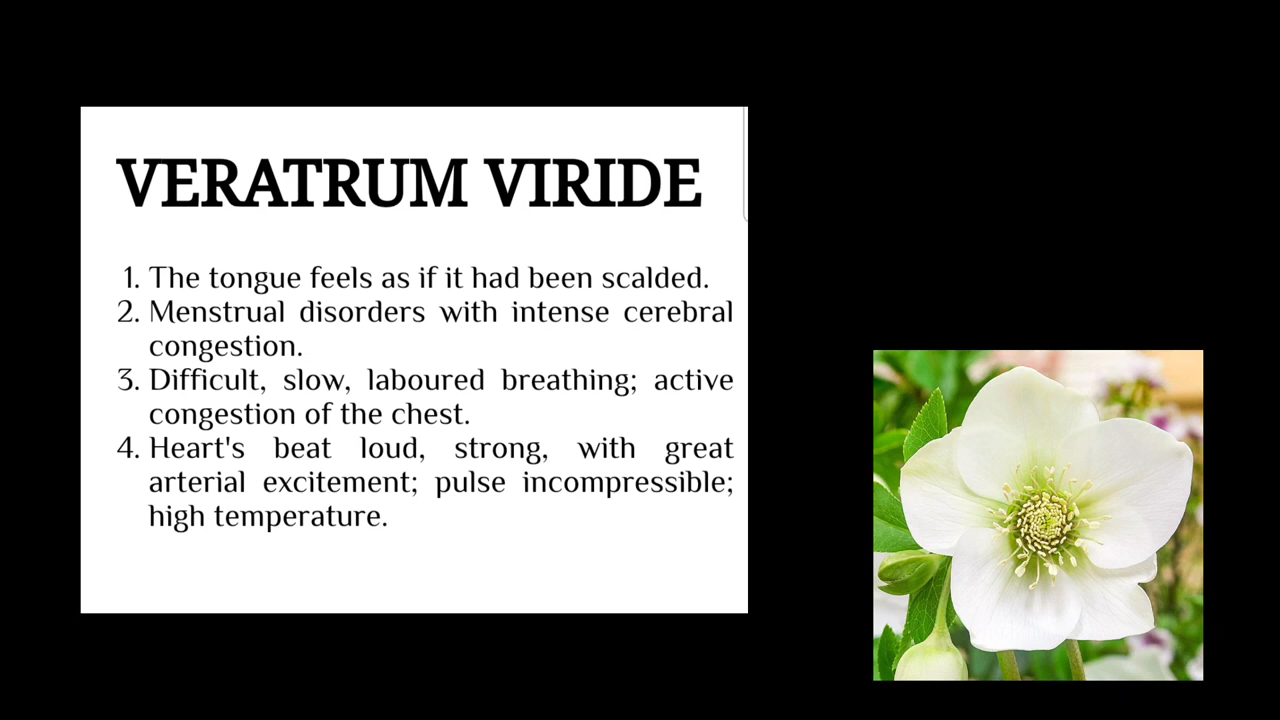 VERATRUM VIRIDE
1. The tongue feels as if it had been scalded.
2. Menstrual disorders with intense cerebral
congestion.
3. Difficult, slow, laboured breathing; active
congestion of the chest.
4. Heart's beat loud, strong, with great
arterial excitement; pulse incompressible;
high temperature.